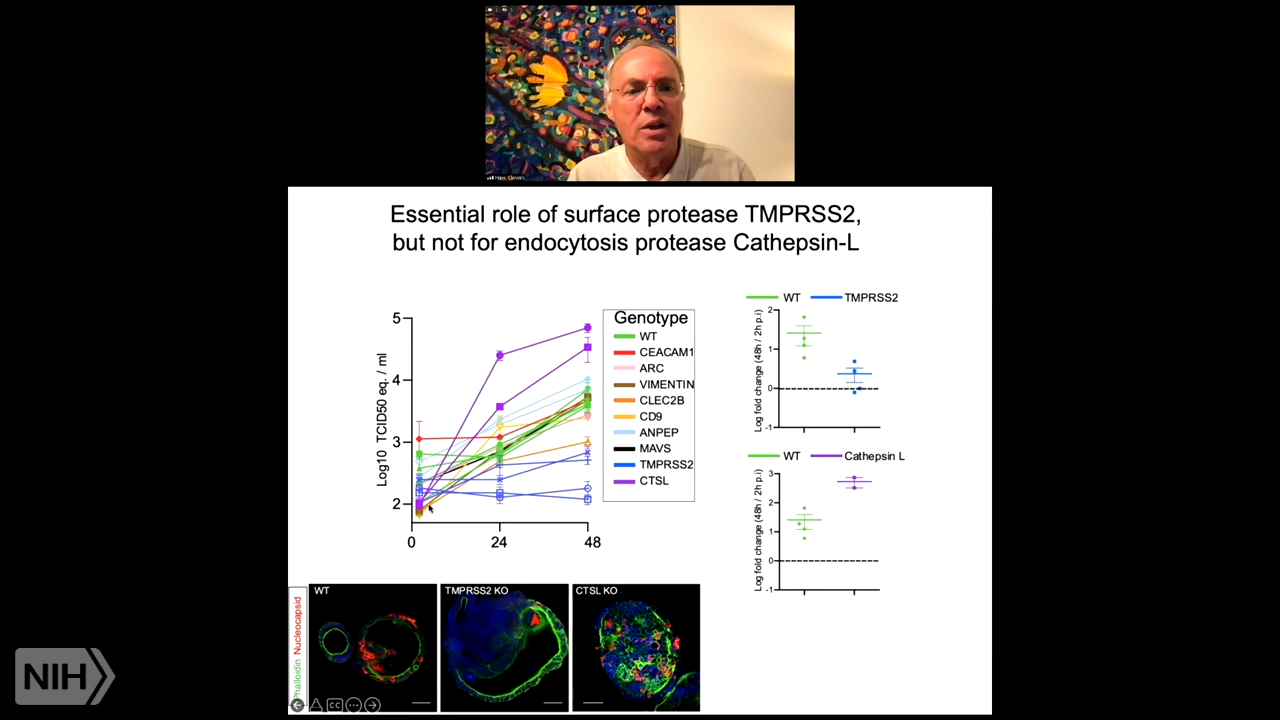 Hans Clevers
Essential role of surface protease TMPRSS2,
but not for endocytosis protease Cathepsin-L
Log10 TCID50 eq. / ml
5
4
3
2
0
24
48
Genotype
WT
CEACAM1
ARC
VIMENTIN
CLEC2B
CD9
ANPEP
MAVS
TMPRSS2
CTSL
WT
TMPRSS2
Log fold change (48h / 2h p.i)
2
1
0
-1
WT
Cathepsin L
Log fold change (48h / 2h p.i)
3
2
1
0
-1
Phalloidin Nucleocapsid
WT
TMPRSS2 KO
CTSL KO
CC
NIH